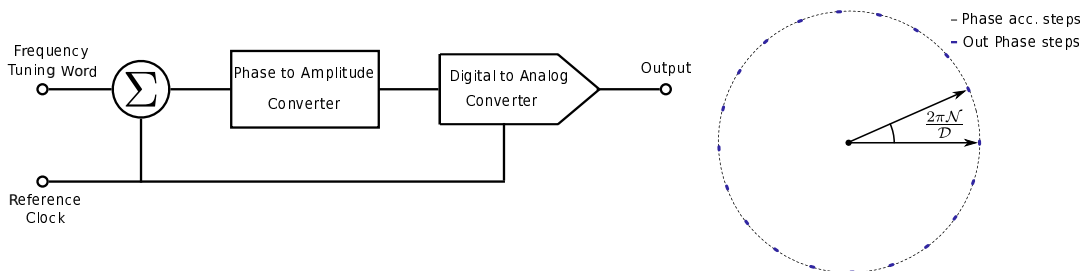 Frequency
Tuning Word
Σ
Phase to Amplitude
Converter
Digital to Analog
Converter
Output
Reference
Clock
Phase acc. steps
Out Phase steps
2πN
D